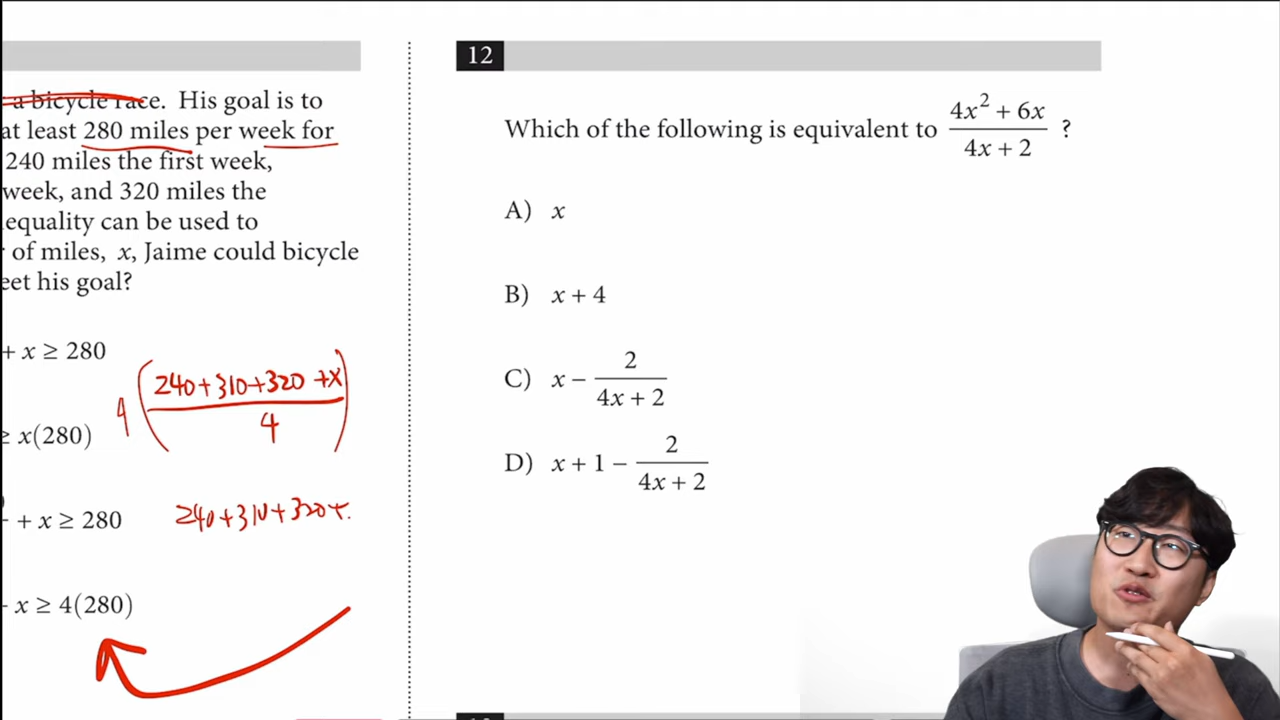 a bicycle race. His goal is to
at least 280 miles per week for
240 miles the first week,
week, and 320 miles the
equality can be used to
of miles, x, Jaime could bicycle
eet his goal?
+ x ≥ 280
4 (240+310+320+x / 4)
≥ x(280)
+ x ≥ 280
240+310+320+.
x ≥ 4(280)
12
Which of the following is equivalent to (4x² + 6x)/(4x + 2) ?
A) x
B) x + 4
C) x − 2/(4x + 2)
D) x + 1 − 2/(4x + 2)